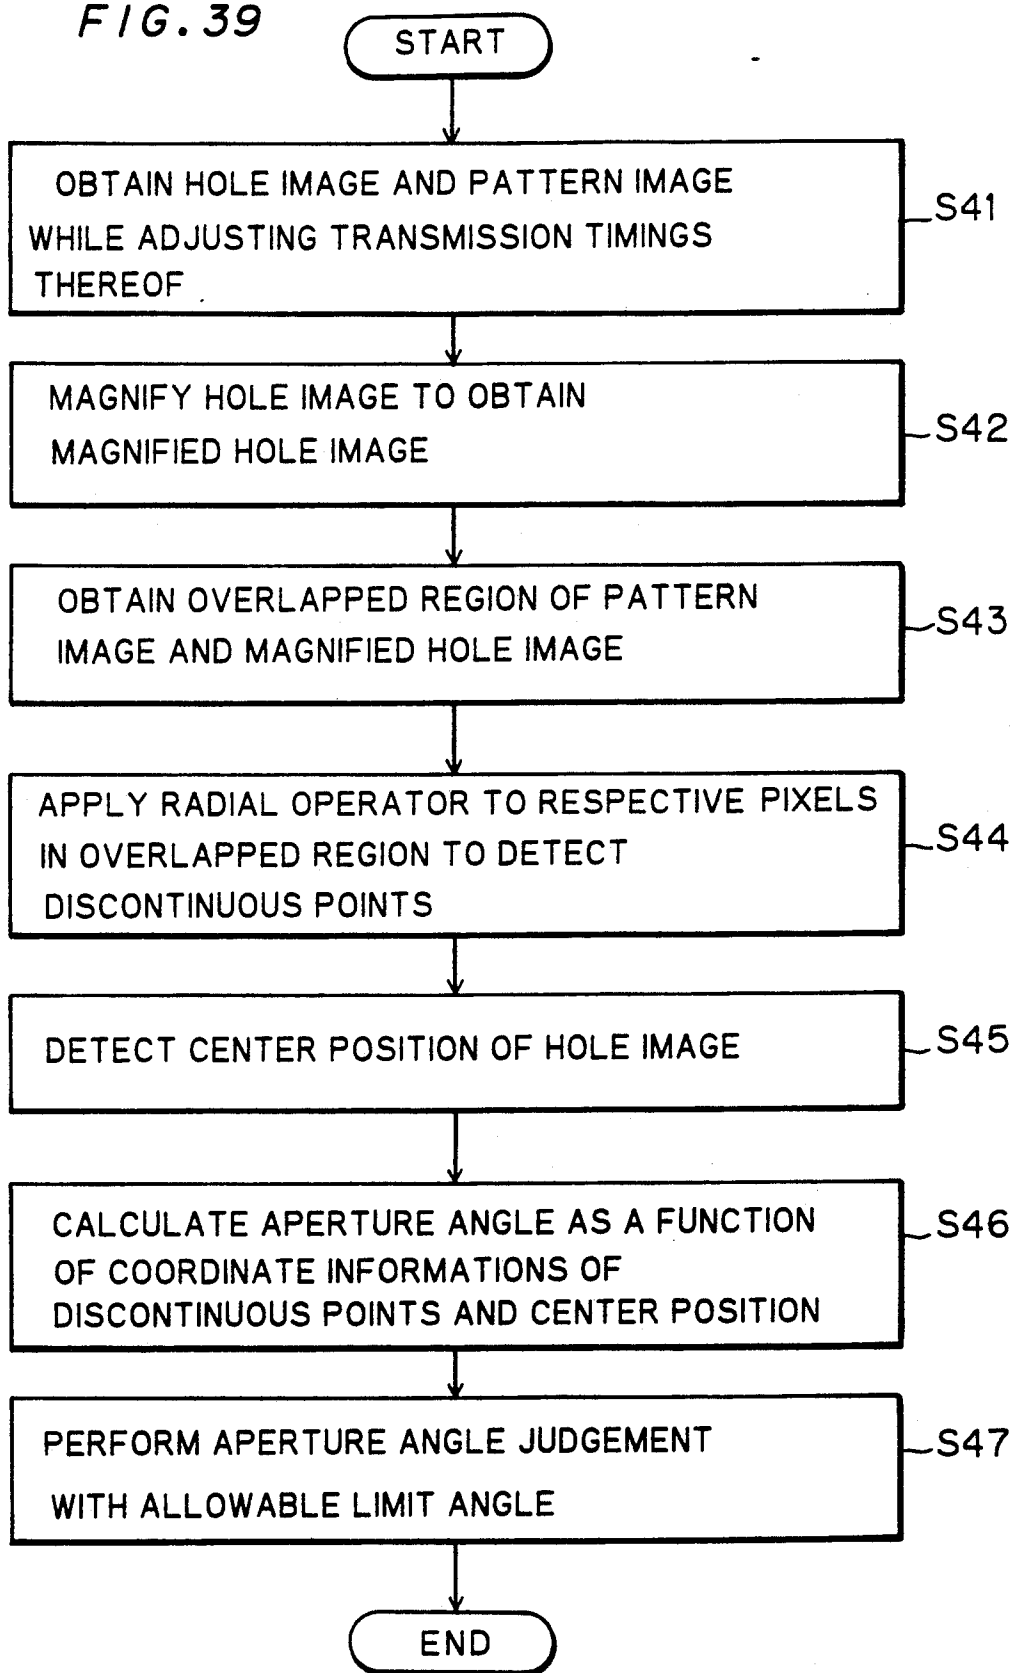 FIG.39
START
OBTAIN HOLE IMAGE AND PATTERN IMAGE
WHILE ADJUSTING TRANSMISSION TIMINGS
THEREOF
S41
MAGNIFY HOLE IMAGE TO OBTAIN
MAGNIFIED HOLE IMAGE
S42
OBTAIN OVERLAPPED REGION OF PATTERN
IMAGE AND MAGNIFIED HOLE IMAGE
S43
APPLY RADIAL OPERATOR TO RESPECTIVE PIXELS
IN OVERLAPPED REGION TO DETECT
DISCONTINUOUS POINTS
S44
DETECT CENTER POSITION OF HOLE IMAGE
S45
CALCULATE APERTURE ANGLE AS A FUNCTION
OF COORDINATE INFORMATIONS OF
DISCONTINUOUS POINTS AND CENTER POSITION
S46
PERFORM APERTURE ANGLE JUDGEMENT
WITH ALLOWABLE LIMIT ANGLE
S47
END